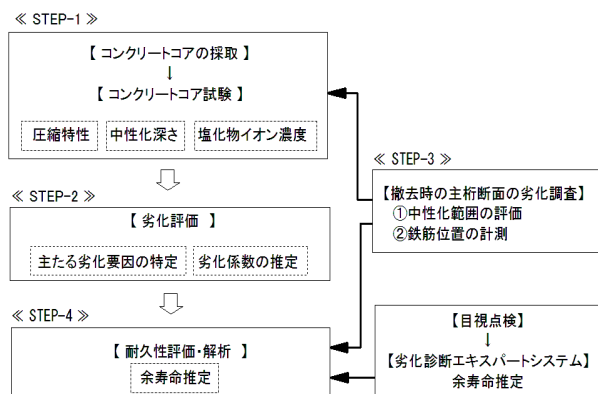 ≪ STEP-1 ≫
【 コンクリートコアの採取 】
↓
【 コンクリートコア試験 】
圧縮特性 中性化深さ 塩化物イオン濃度
≪ STEP-2 ≫
【 劣化評価 】
主たる劣化要因の特定 劣化係数の推定
≪ STEP-3 ≫
【撤去時の主桁断面の劣化調査】
①中性化範囲の評価
②鉄筋位置の計測
≪ STEP-4 ≫
【 耐久性評価・解析 】
余寿命推定
【目視点検】
↓
【劣化診断エキスパートシステム】
余寿命推定